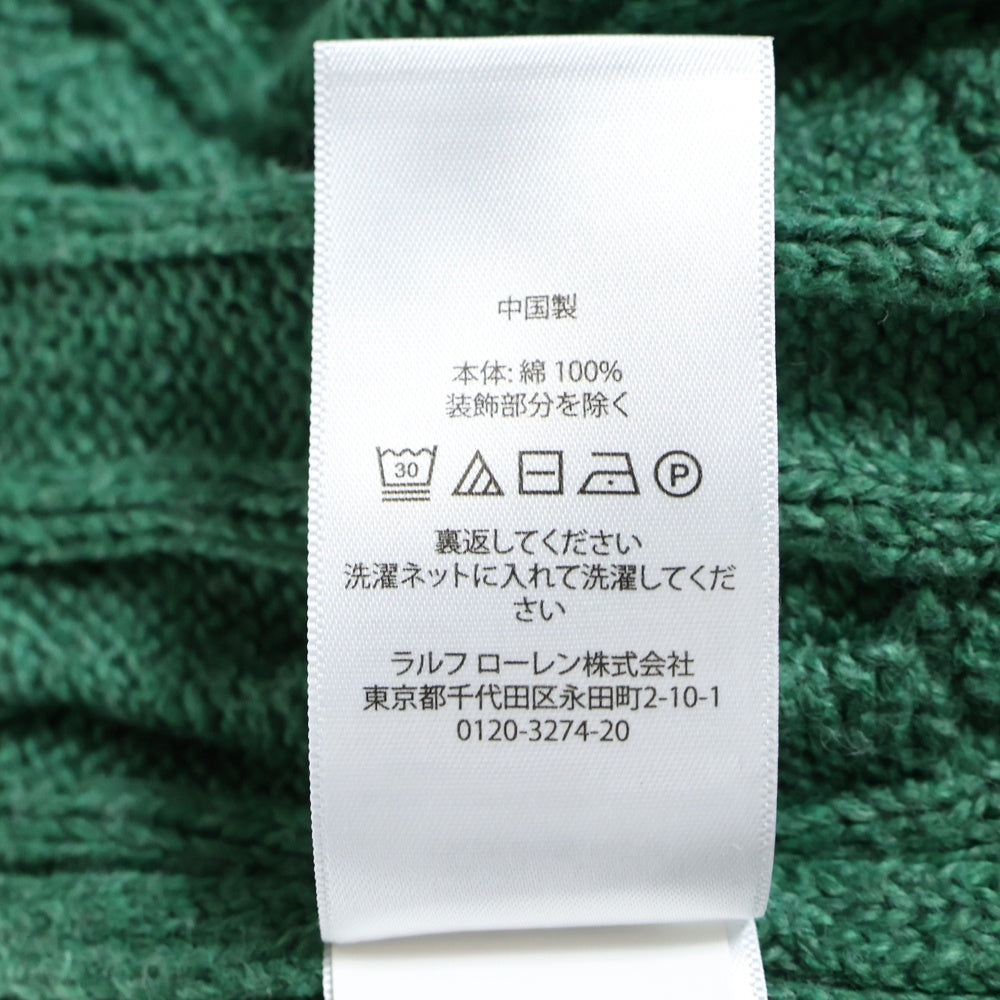 中国製
本体: 綿 100%
装飾部分を除く
30 P
裏返してください
洗濯ネットに入れて洗濯してくだ
さい
ラルフ ローレン株式会社
東京都千代田区永田町2-10-1
0120-3274-20